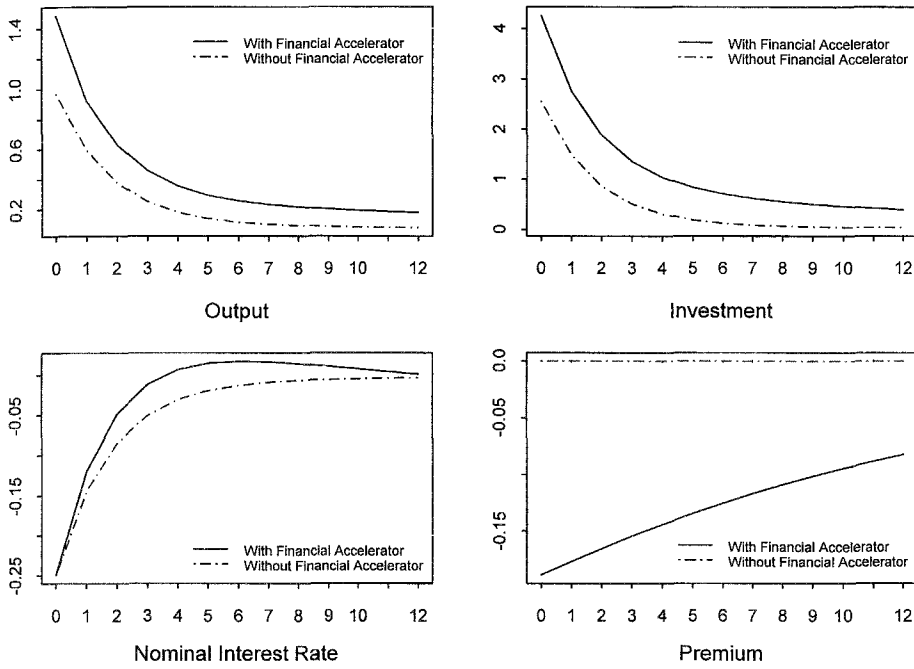 1.4
1.0
0.6
0.2
With Financial Accelerator
Without Financial Accelerator
0 1 2 3 4 5 6 7 8 9 10 12
Output
4
3
2
1
0
With Financial Accelerator
Without Financial Accelerator
0 1 2 3 4 5 6 7 8 9 10 12
Investment
-0.05
-0.15
-0.25
With Financial Accelerator
Without Financial Accelerator
0 1 2 3 4 5 6 7 8 9 10 12
Nominal Interest Rate
0.0
-0.05
-0.15
With Financial Accelerator
Without Financial Accelerator
0 1 2 3 4 5 6 7 8 9 10 12
Premium